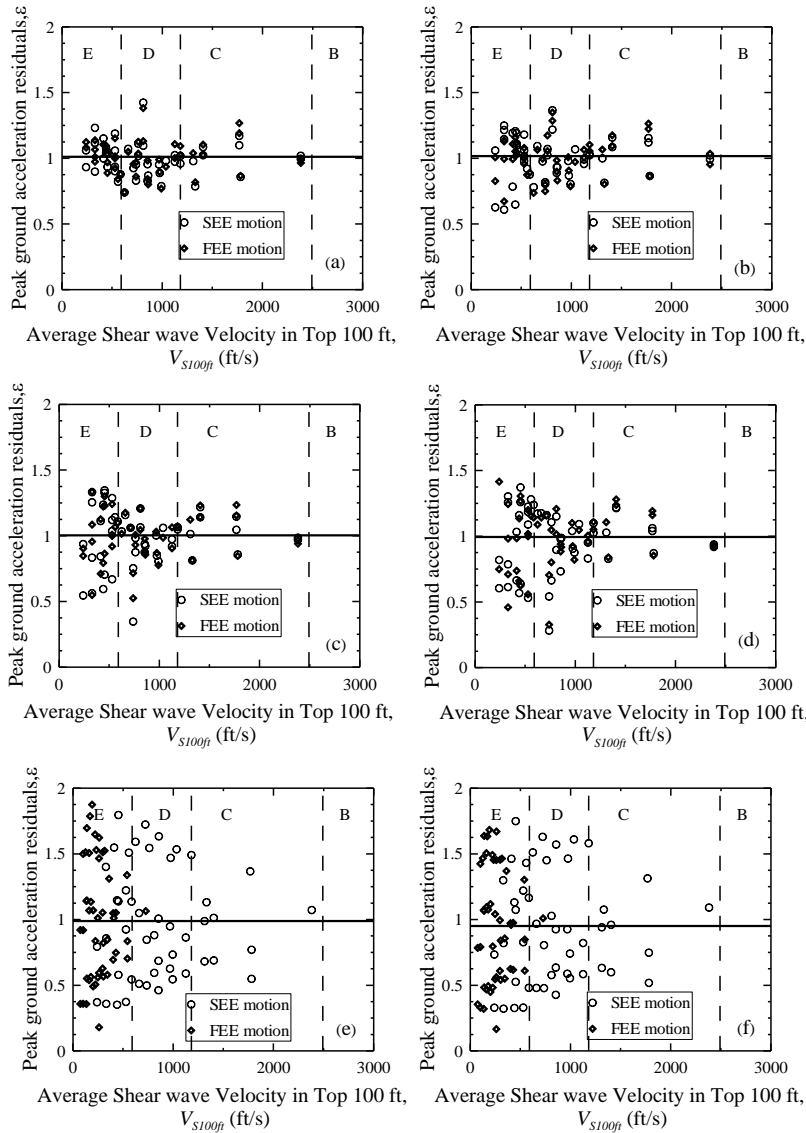 Peak ground acceleration residuals,ε
2
1.5
1
0.5
0
E D C B
SEE motion
FEE motion
(a)
0 1000 2000 3000
Average Shear wave Velocity in Top 100 ft,
VS100ft (ft/s)
Peak ground acceleration residuals,ε
2
1.5
1
0.5
0
E D C B
SEE motion
FEE motion
(b)
0 1000 2000 3000
Average Shear wave Velocity in Top 100 ft,
VS100ft (ft/s)
Peak ground acceleration residuals,ε
2
1.5
1
0.5
0
E D C B
SEE motion
FEE motion
(c)
0 1000 2000 3000
Average Shear wave Velocity in Top 100 ft,
VS100ft (ft/s)
Peak ground acceleration residuals,ε
2
1.5
1
0.5
0
E D C B
SEE motion
FEE motion
(d)
0 1000 2000 3000
Average Shear wave Velocity in Top 100 ft,
VS100ft (ft/s)
Peak ground acceleration residuals,ε
2
1.5
1
0.5
0
E D C B
SEE motion
FEE motion
(e)
0 1000 2000 3000
Average Shear wave Velocity in Top 100 ft,
VS100ft (ft/s)
Peak ground acceleration residuals,ε
2
1.5
1
0.5
0
E D C B
SEE motion
FEE motion
(f)
0 1000 2000 3000
Average Shear wave Velocity in Top 100 ft,
VS100ft (ft/s)